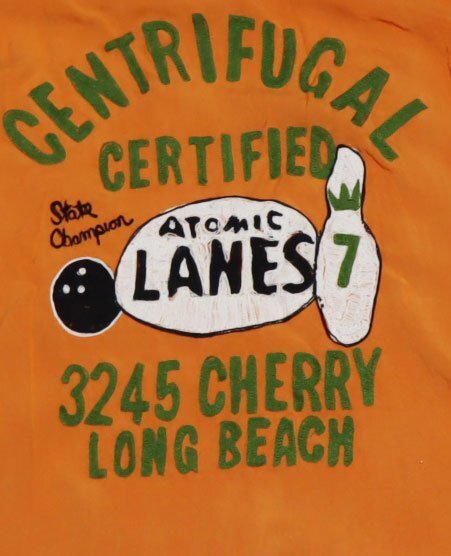 CENTRIFUGAL
CERTIFIED
State
Champion
ATOMIC
LANES
7
3245 CHERRY
LONG BEACH